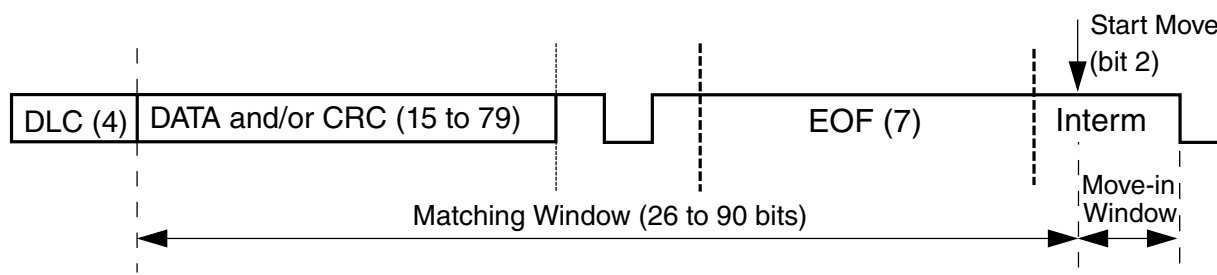 Start Move
(bit 2)
DLC (4)
DATA and/or CRC (15 to 79)
EOF (7)
Interm
Move-in
Window
Matching Window (26 to 90 bits)